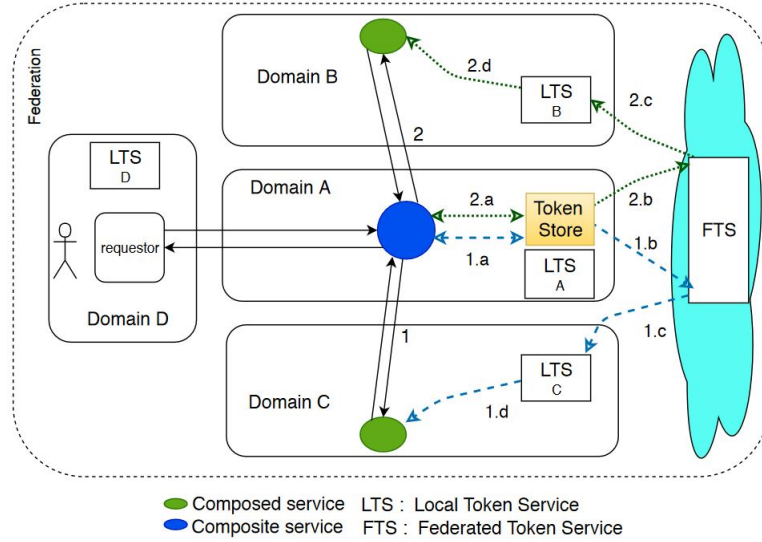 Federation
Domain B
2.d
LTS
B
2.c
2
LTS
D
Domain A
requestor
2.a
Token
Store
2.b
FTS
1.a
1.b
LTS
A
Domain D
1
1.c
Domain C
LTS
C
1.d
Composed service LTS : Local Token Service
Composite service FTS : Federated Token Service